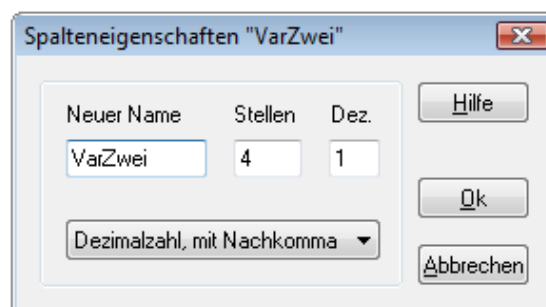 Spalteneigenschaften "VarZwei"
Neuer Name Stellen Dez. Hilfe
VarZwei 4 1
Ok
Dezimalzahl, mit Nachkomma
Abbrechen